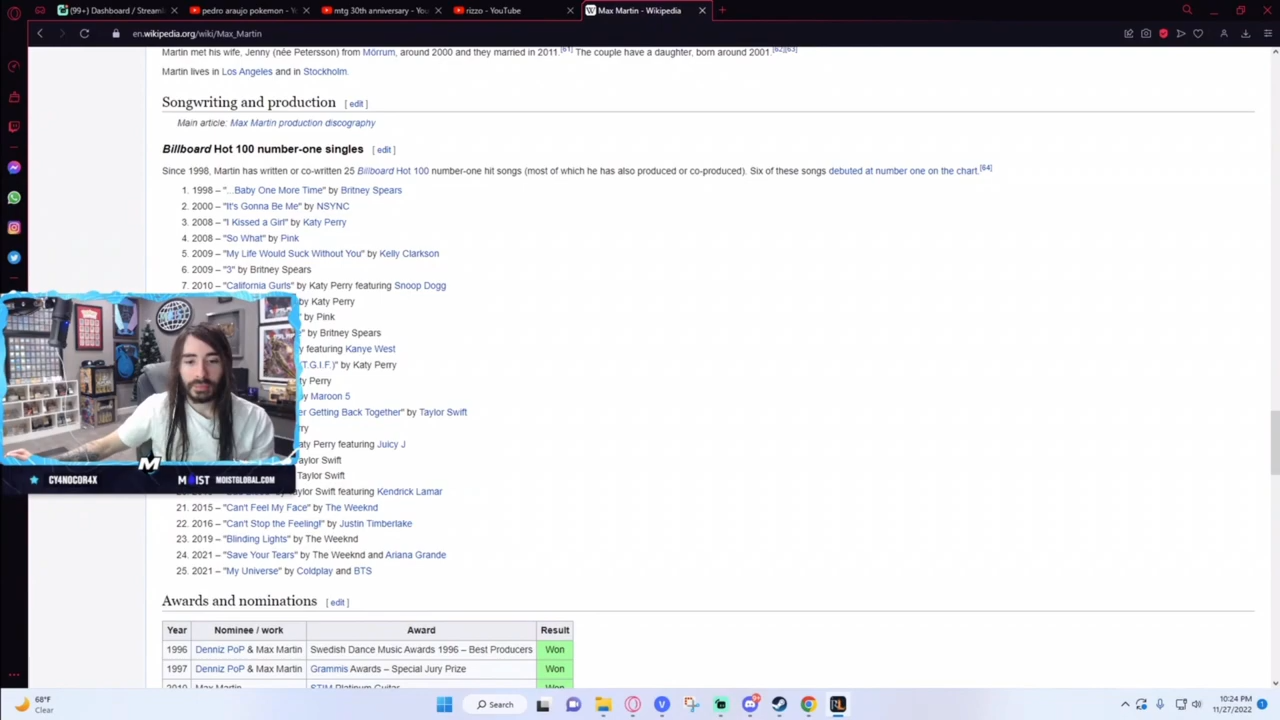 (99+) Dashboard / Streaml
pedro araujo pokemon - Yo
mtg 30th anniversary - You
rizzo - YouTube
Max Martin - Wikipedia
en.wikipedia.org/wiki/Max_Martin
Martin met his wife, Jenny (née Petersson) from Mörrum, around 2000 and they married in 2011.[61] The couple have a daughter, born around 2001.[62][63]
Martin lives in Los Angeles and in Stockholm.
Songwriting and production [ edit ]
Main article: Max Martin production discography
Billboard Hot 100 number-one singles [ edit ]
Since 1998, Martin has written or co-written 25 Billboard Hot 100 number-one hit songs (most of which he has also produced or co-produced). Six of these songs debuted at number one on the chart.[64]
1. 1998 – "...Baby One More Time" by Britney Spears
2. 2000 – "It's Gonna Be Me" by NSYNC
3. 2008 – "I Kissed a Girl" by Katy Perry
4. 2008 – "So What" by Pink
5. 2009 – "My Life Would Suck Without You" by Kelly Clarkson
6. 2009 – "3" by Britney Spears
7. 2010 – "California Gurls" by Katy Perry featuring Snoop Dogg
by Katy Perry
by Pink
by Britney Spears
featuring Kanye West
(T.G.I.F.)" by Katy Perry
ty Perry
by Maroon 5
er Getting Back Together" by Taylor Swift
rry
aty Perry featuring Juicy J
aylor Swift
Taylor Swift
Taylor Swift featuring Kendrick Lamar
21. 2015 – "Can't Feel My Face" by The Weeknd
22. 2016 – "Can't Stop the Feeling!" by Justin Timberlake
23. 2019 – "Blinding Lights" by The Weeknd
24. 2021 – "Save Your Tears" by The Weeknd and Ariana Grande
25. 2021 – "My Universe" by Coldplay and BTS
CY4NOCOR4X
M
MOIST MOISTGLOBAL.COM
Awards and nominations [ edit ]
Year Nominee / work Award Result
1996 Denniz PoP & Max Martin Swedish Dance Music Awards 1996 – Best Producers Won
1997 Denniz PoP & Max Martin Grammis Awards – Special Jury Prize Won
68°F
Clear
Search
10:24 PM
11/27/2022